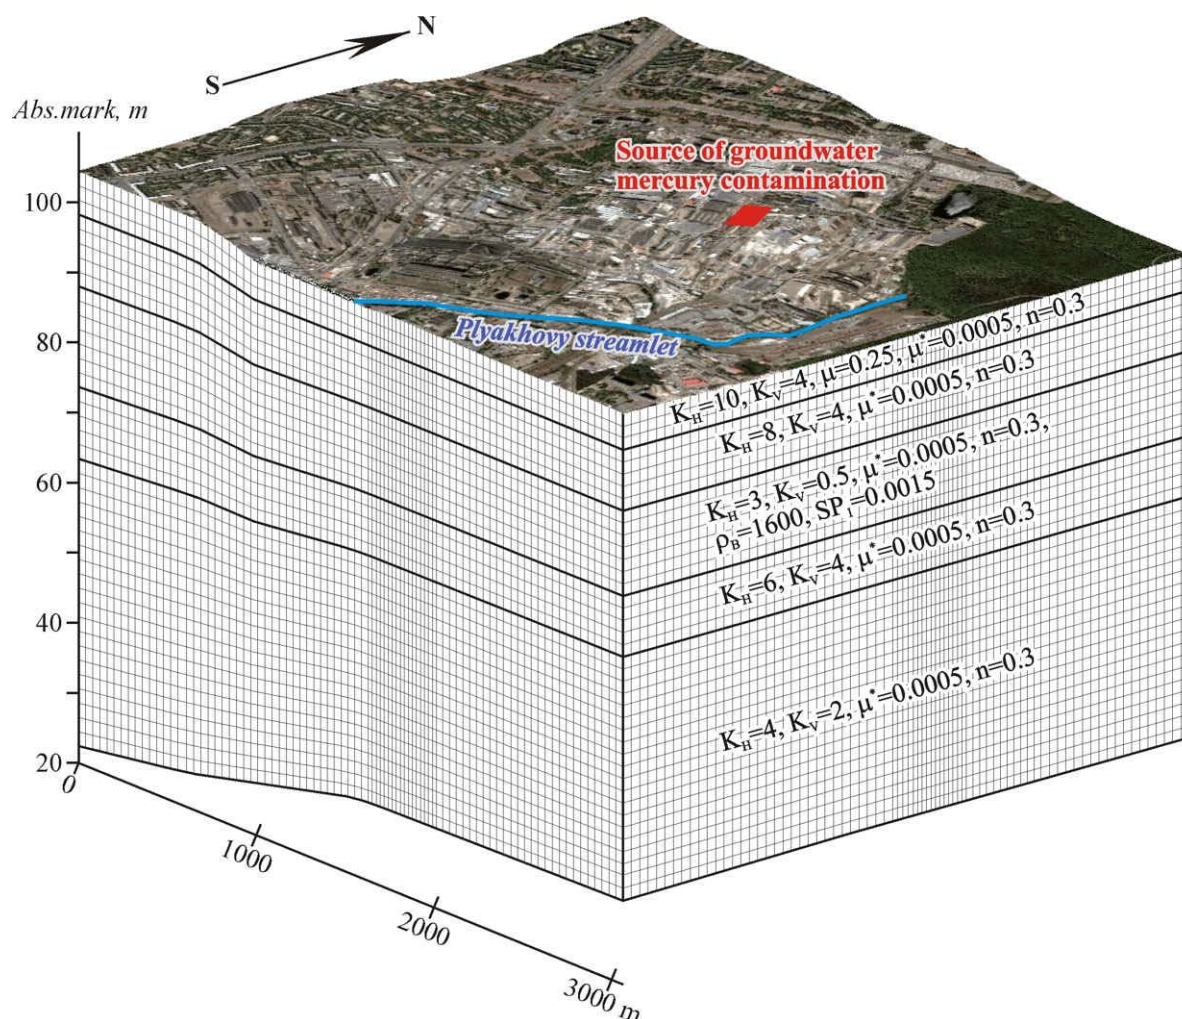 N
S
Abs.mark, m
Source of groundwater
mercury contamination
100
80
60
40
20
Plyakhovy streamlet
K_H=10, K_V=4, μ=0.25, μ*=0.0005, n=0.3
K_H=8, K_V=4, μ*=0.0005, n=0.3
K_H=3, K_V=0.5, μ*=0.0005, n=0.3,
ρ_B=1600, SP_1=0.0015
K_H=6, K_V=4, μ*=0.0005, n=0.3
K_H=4, K_V=2, μ*=0.0005, n=0.3
0
1000
2000
3000 m